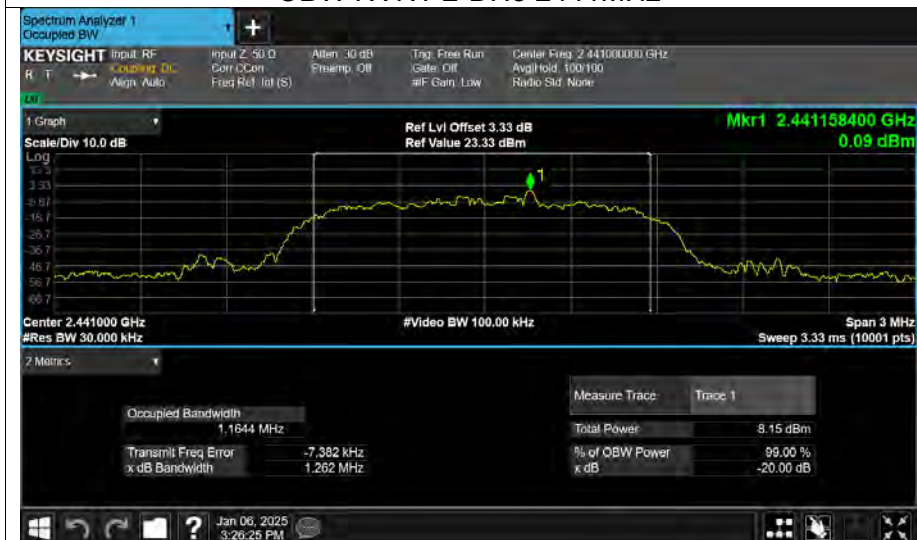 Spectrum Analyzer 1
Occupied BW
+
KEYSIGHT Input: RF Input Z: 50 Ω Atten: 30 dB Trig: Free Run Center Freq: 2.441000000 GHz
R T Coupling: DC Corr CCorr Preamp: Off Gate: Off Avg|Hold: 100/100
Align: Auto Freq Ref: Int (S) #IF Gain: Low Radio Std: None
1 Graph
Scale/Div 10.0 dB Ref Lvl Offset 3.33 dB Mkr1 2.441158400 GHz
Log Ref Value 23.33 dBm 0.09 dBm
1
3.33
-6.67
-16.7
-26.7
-36.7
-46.7
-56.7
-66.7
Center 2.441000 GHz #Video BW 100.00 kHz Span 3 MHz
#Res BW 30.000 kHz Sweep 3.33 ms (10001 pts)
2 Metrics
Measure Trace Trace 1
Occupied Bandwidth
1.1644 MHz Total Power 8.15 dBm
Transmit Freq Error -7.382 kHz % of OBW Power 99.00 %
x dB Bandwidth 1.262 MHz x dB -20.00 dB
? Jan 06, 2025
3:26:25 PM